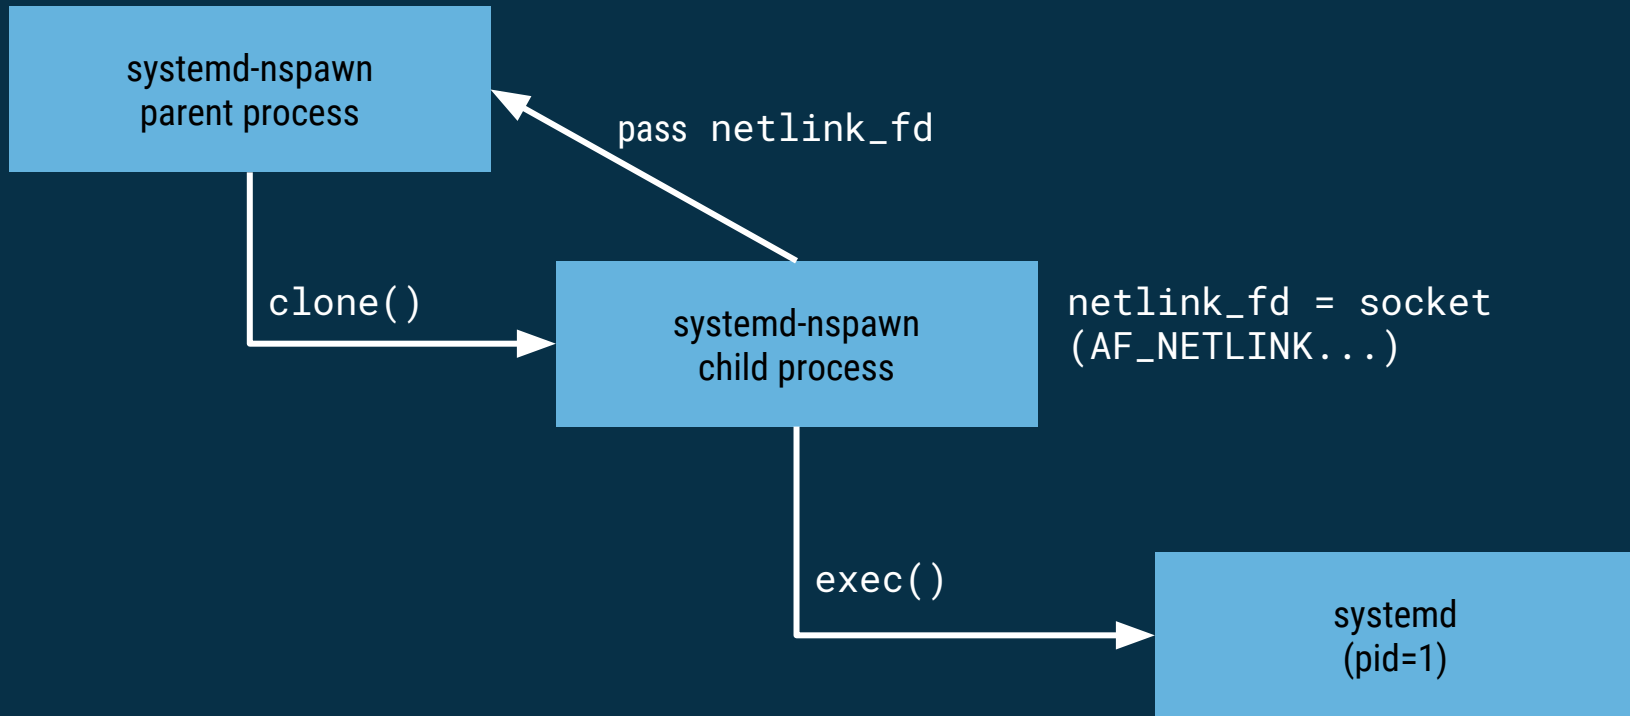 systemd-nspawn
parent process
pass netlink_fd
clone()
systemd-nspawn
child process
netlink_fd = socket
(AF_NETLINK...)
exec()
systemd
(pid=1)